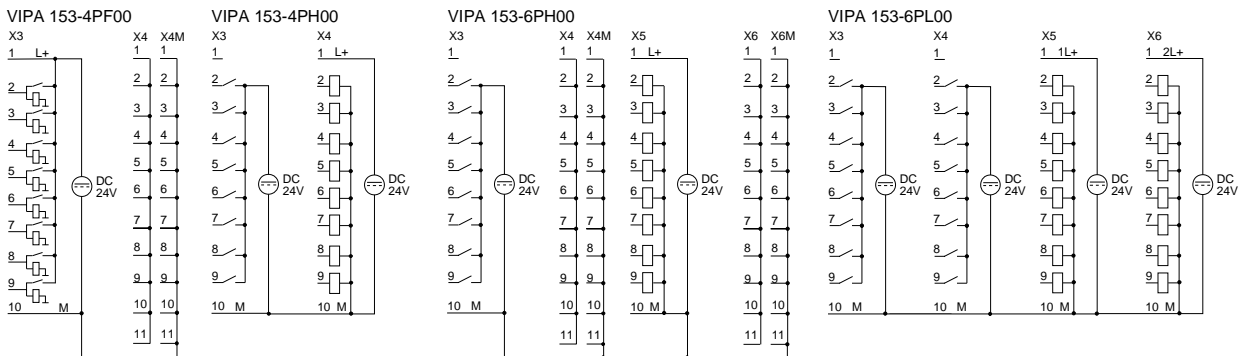 VIPA 153-4PF00 VIPA 153-4PH00 VIPA 153-6PH00 VIPA 153-6PL00
X3 X4 X4M X3 X4 X3 X4 X4M X5 X6 X6M X3 X4 X5 X6
1 L+ 1 1 1 1 L+ 1 1 1 1 L+ 1 1 1 1 1 1L+ 1 2L+
2 2 2 2 2 2 2 2 2 2 2 2 2 2 2
3 3 3 3 3 3 3 3 3 3 3 3 3 3 3
4 4 4 4 4 4 4 4 4 4 4 4 4 4 4
5 5 5 5 5 5 5 5 5 5 5 5 5 5 5
DC DC DC DC DC DC DC DC DC
24V 24V 24V 24V 24V 24V 24V 24V 24V
6 6 6 6 6 6 6 6 6 6 6 6 6 6 6
7 7 7 7 7 7 7 7 7 7 7 7 7 7 7
8 8 8 8 8 8 8 8 8 8 8 8 8 8 8
9 9 9 9 9 9 9 9 9 9 9 9 9 9 9
10 M 10 10 10 M 10 M 10 M 10 10 10 M 10 10 10 M 10 M 10 M 10 M
11 11 11 11 11 11